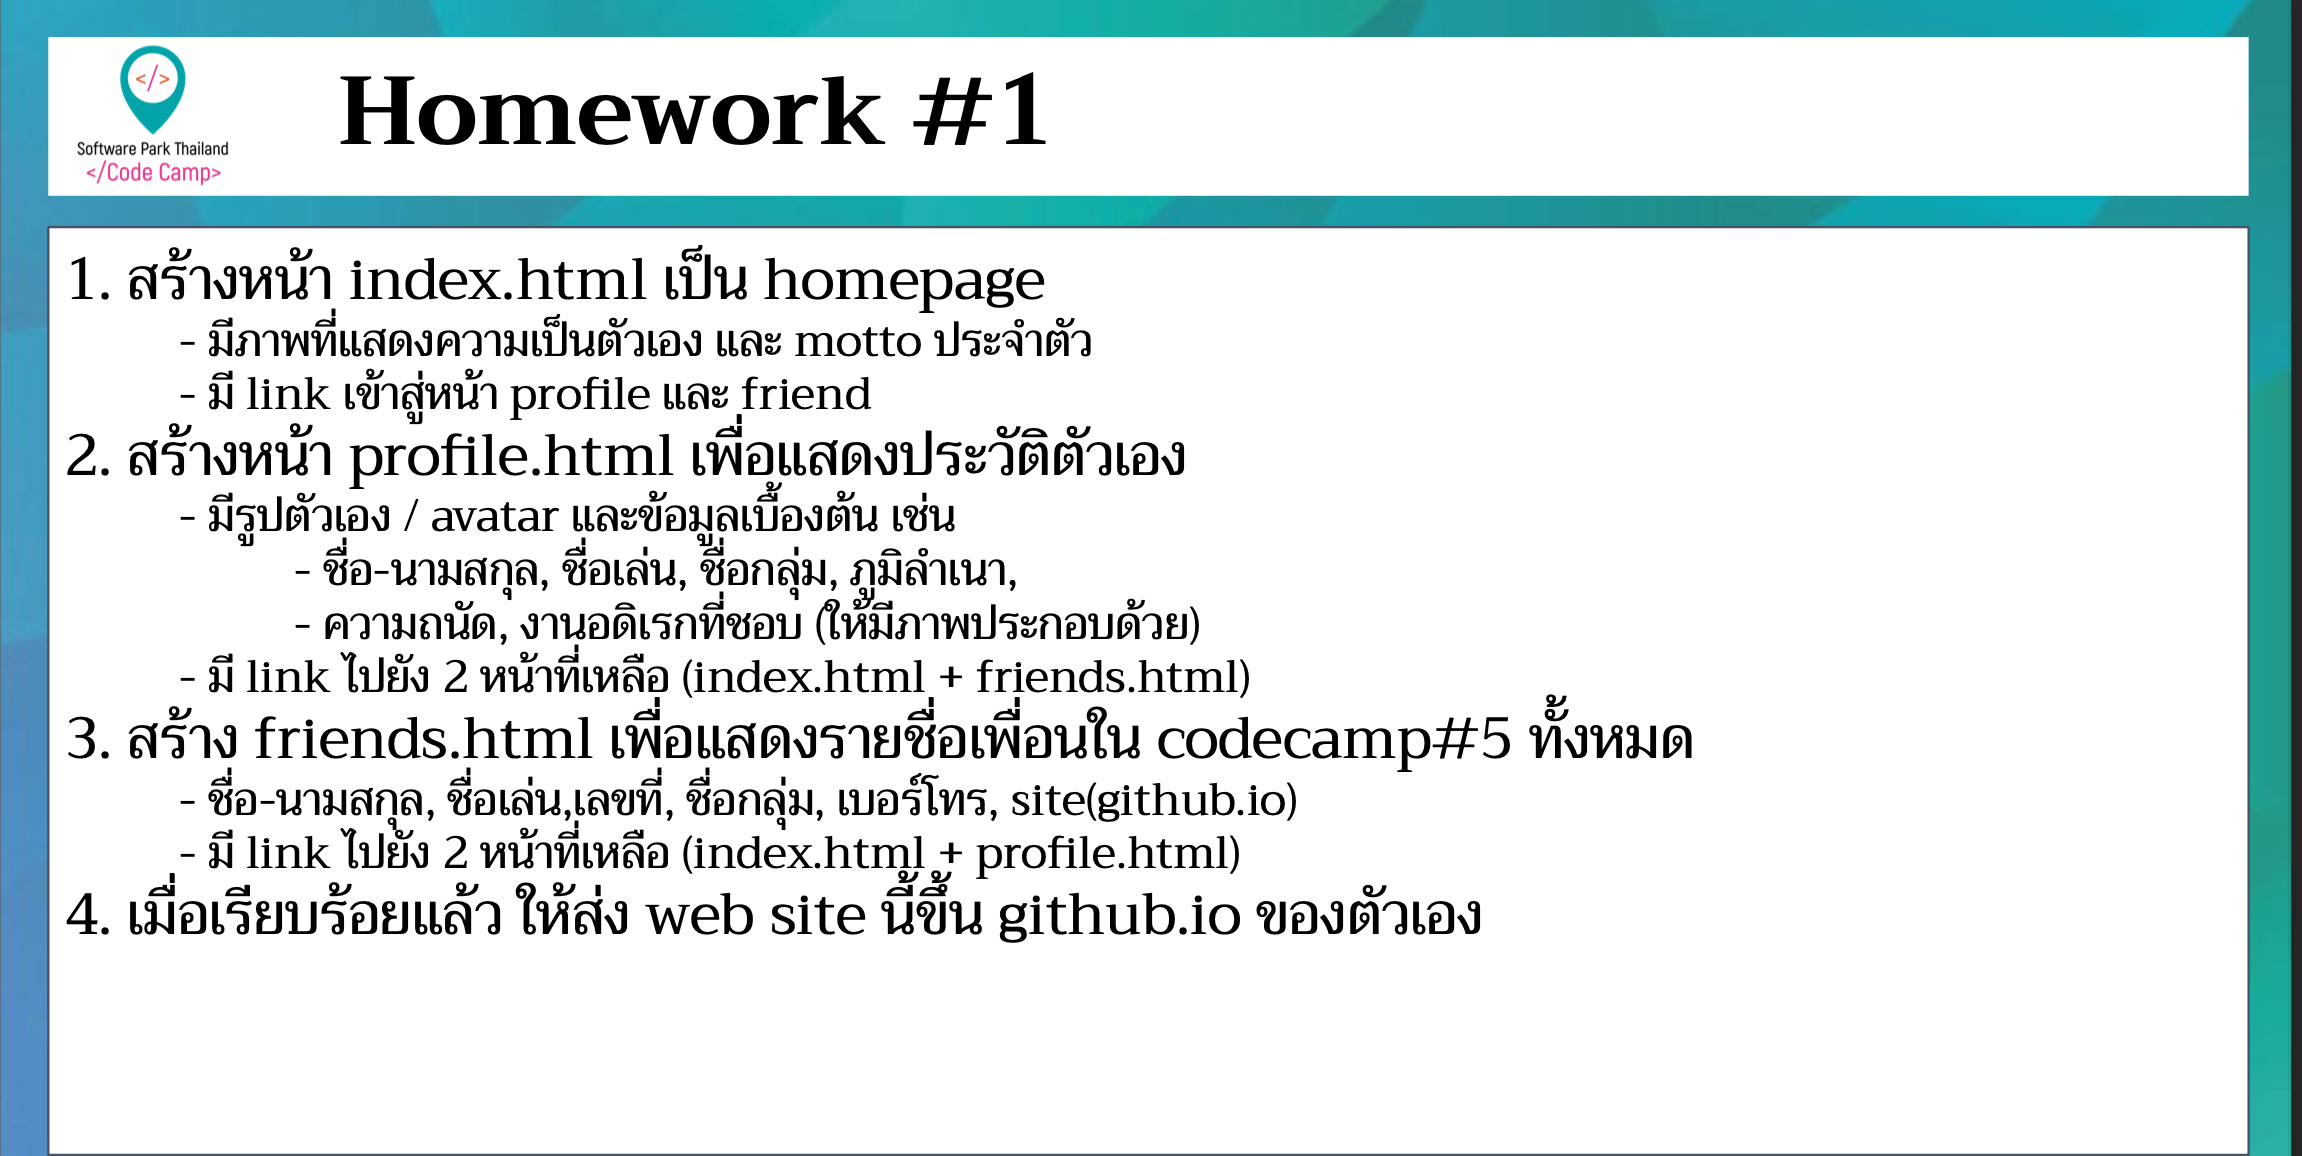 </>
Software Park Thailand
</Code Camp>
Homework #1
1. สร้างหน้า index.html เป็น homepage
- มีภาพที่แสดงความเป็นตัวเอง และ motto ประจำตัว
- มี link เข้าสู่หน้า profile และ friend
2. สร้างหน้า profile.html เพื่อแสดงประวัติตัวเอง
- มีรูปตัวเอง / avatar และข้อมูลเบื้องต้น เช่น
- ชื่อ-นามสกุล, ชื่อเล่น, ชื่อกลุ่ม, ภูมิลำเนา,
- ความถนัด, งานอดิเรกที่ชอบ (ให้มีภาพประกอบด้วย)
- มี link ไปยัง 2 หน้าที่เหลือ (index.html + friends.html)
3. สร้าง friends.html เพื่อแสดงรายชื่อเพื่อนใน codecamp#5 ทั้งหมด
- ชื่อ-นามสกุล, ชื่อเล่น,เลขที่, ชื่อกลุ่ม, เบอร์โทร, site(github.io)
- มี link ไปยัง 2 หน้าที่เหลือ (index.html + profile.html)
4. เมื่อเรียบร้อยแล้ว ให้ส่ง web site นี้ขึ้น github.io ของตัวเอง